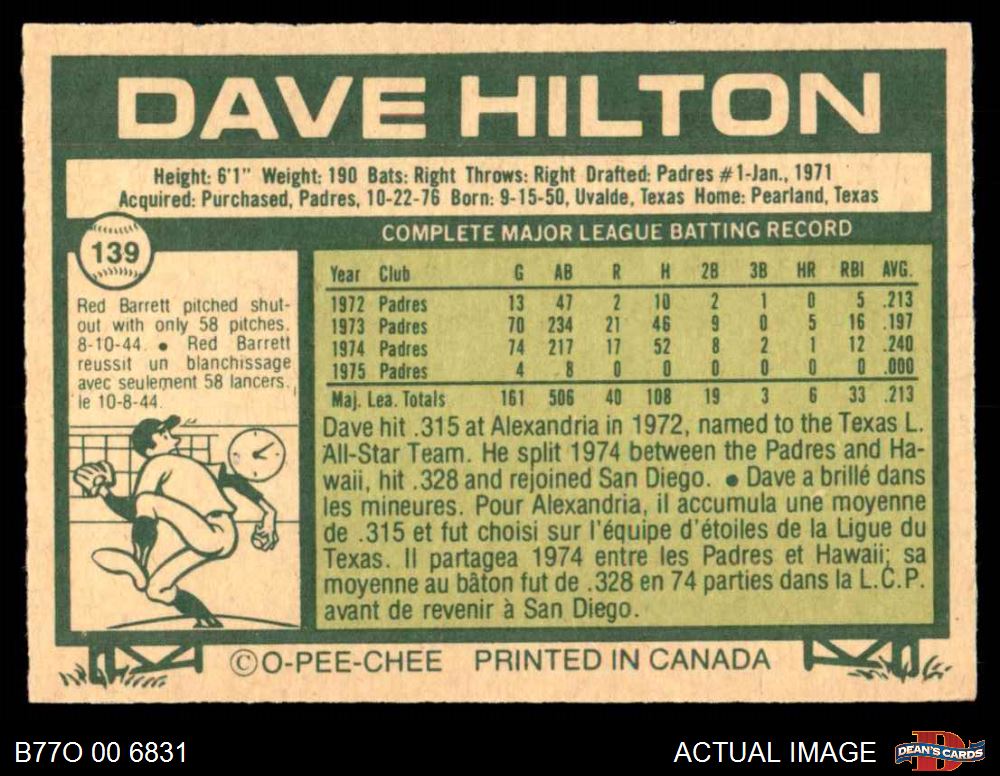 DAVE HILTON
Height: 6'1" Weight: 190 Bats: Right Throws: Right Drafted: Padres #1-Jan., 1971
Acquired: Purchased, Padres, 10-22-76 Born: 9-15-50, Uvalde, Texas Home: Pearland, Texas
139
Red Barrett pitched shut-
out with only 58 pitches.
8-10-44. ● Red Barrett
reussit un blanchissage
avec seulement 58 lancers.
le 10-8-44.
COMPLETE MAJOR LEAGUE BATTING RECORD
Year Club G AB R H 2B 3B HR RBI AVG.
1972 Padres 13 47 2 10 2 1 0 5 .213
1973 Padres 70 234 21 46 9 0 5 16 .197
1974 Padres 74 217 17 52 8 2 1 12 .240
1975 Padres 4 8 0 0 0 0 0 0 .000
Maj. Lea. Totals 161 506 40 108 19 3 6 33 .213
Dave hit .315 at Alexandria in 1972, named to the Texas L.
All-Star Team. He split 1974 between the Padres and Ha-
waii, hit .328 and rejoined San Diego. ● Dave a brillé dans
les mineures. Pour Alexandria, il accumula une moyenne
de .315 et fut choisi sur l'équipe d'étoiles de la Ligue du
Texas. Il partagea 1974 entre les Padres et Hawaii; sa
moyenne au bâton fut de .328 en 74 parties dans la L.C.P.
avant de revenir à San Diego.
©O-PEE-CHEE PRINTED IN CANADA
B77O 00 6831
ACTUAL IMAGE
DEAN'S CARDS